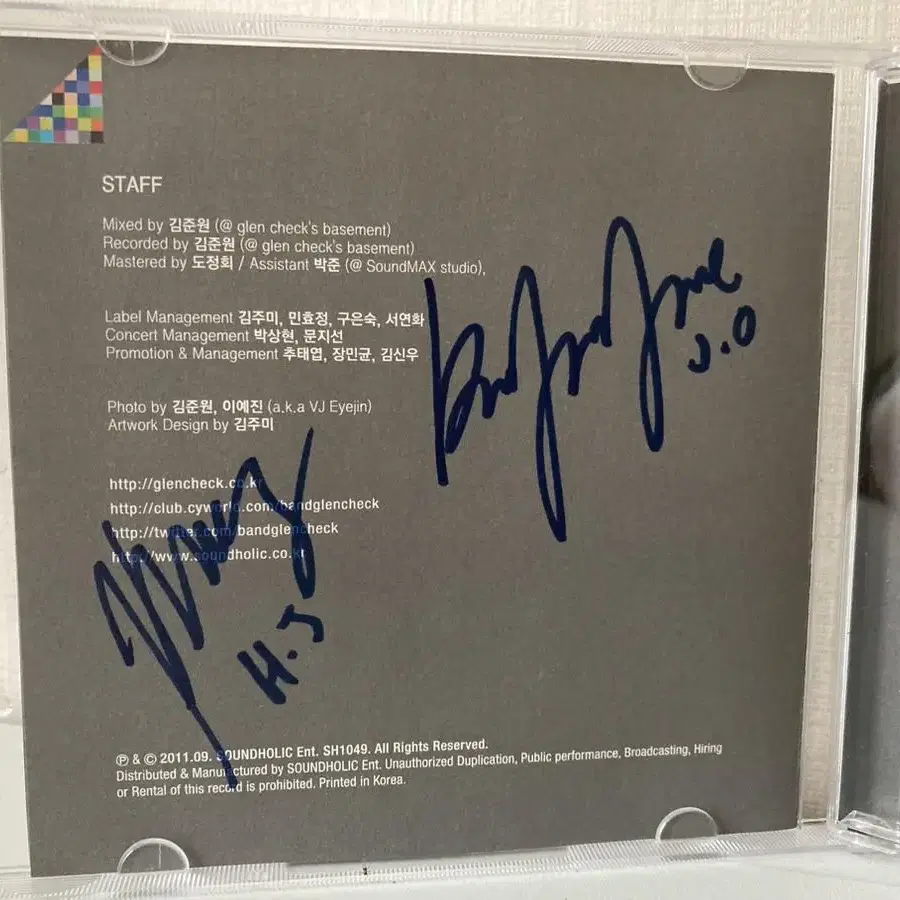 STAFF
Mixed by 김준원 (@ glen check's basement)
Recorded by 김준원 (@ glen check's basement)
Mastered by 도정회 / Assistant 박준 (@ SoundMAX studio),
Label Management 김주미, 민효정, 구은숙, 서연화
Concert Management 박상현, 문지선
Promotion & Management 추태엽, 장민균, 김신우
Photo by 김준원, 이예진 (a.k.a VJ Eyejin)
Artwork Design by 김주미
http://glencheck.co.kr
http://club.cyworld.com/bandglencheck
http://twitter.com/bandglencheck
http://www.soundholic.co.kr
J.O
H.J
℗ & © 2011.09. SOUNDHOLIC Ent. SH1049. All Rights Reserved.
Distributed & Manufactured by SOUNDHOLIC Ent. Unauthorized Duplication, Public performance, Broadcasting, Hiring
or Rental of this record is prohibited. Printed in Korea.